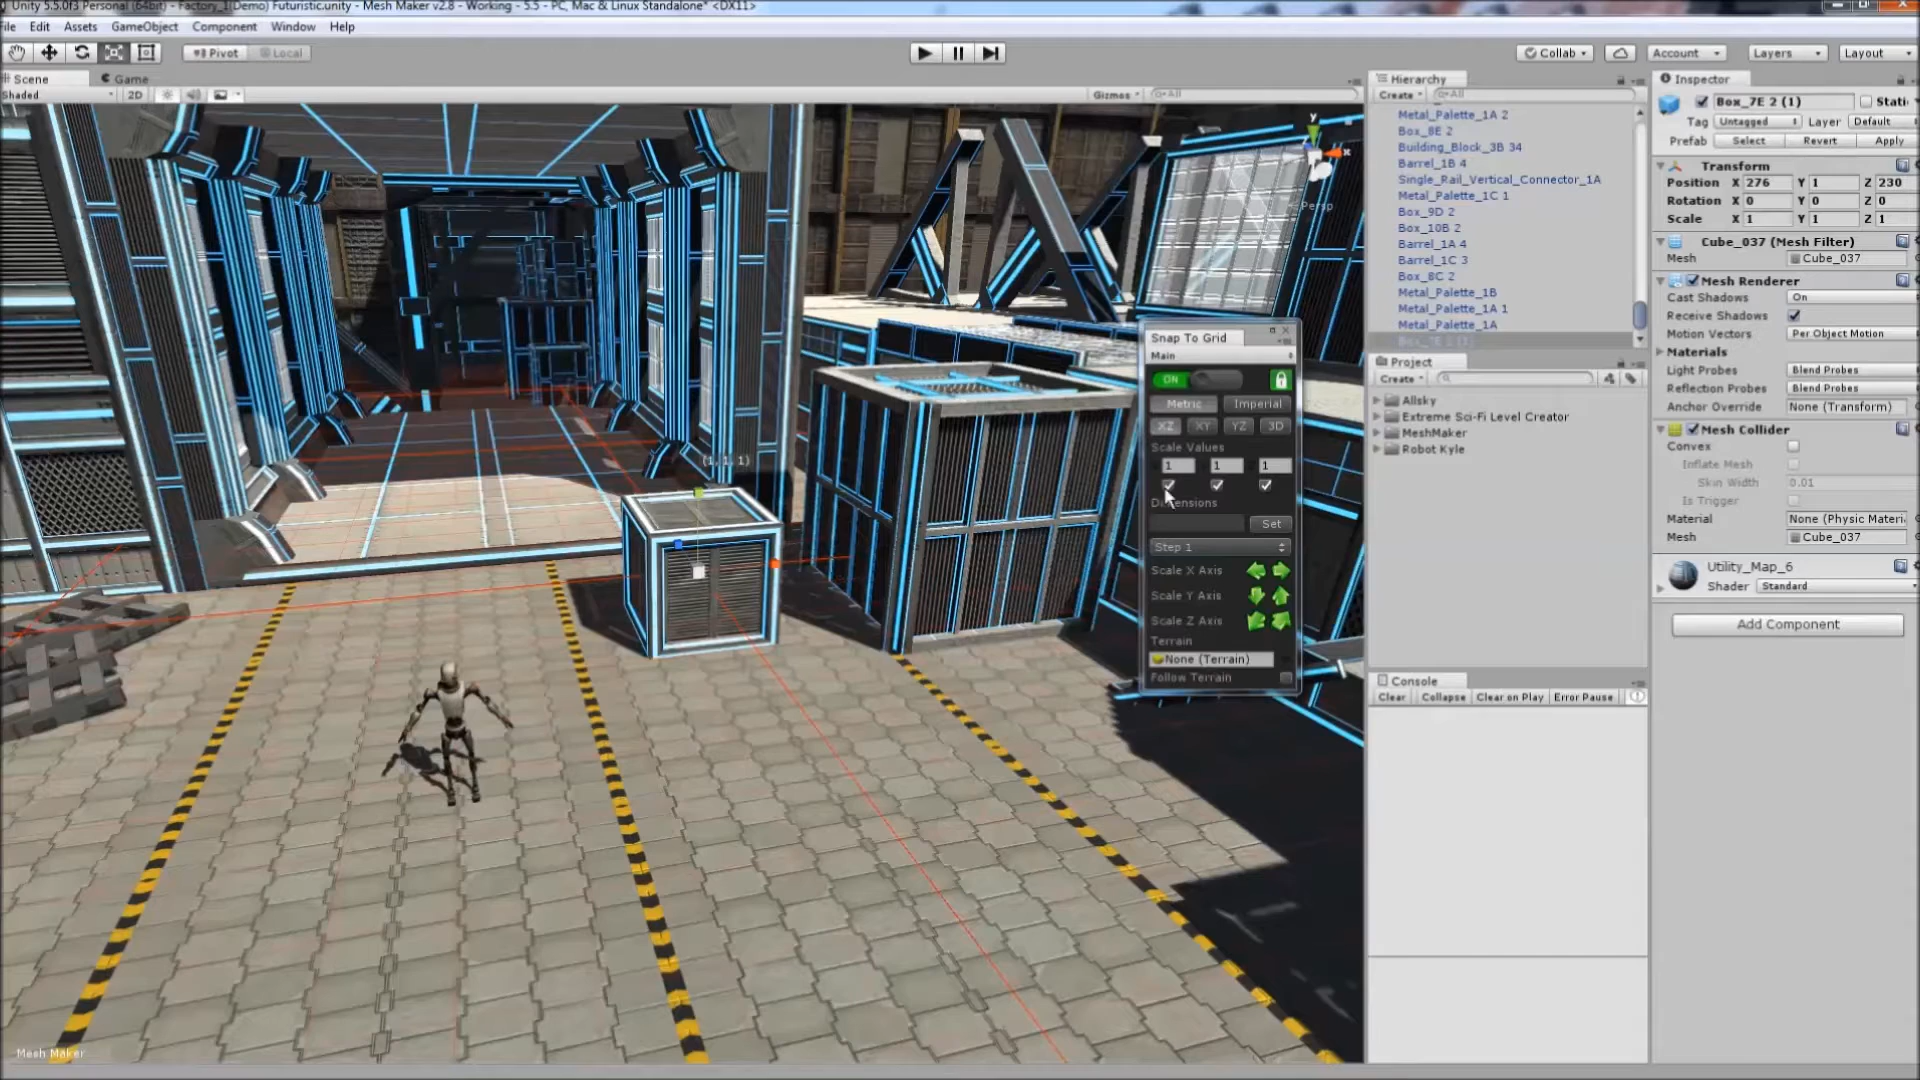 Unity 5.5.0f3 Personal (64bit) - Factory_1(Demo) Futuristic.unity - Mesh Maker v2.8 - Working - 5.5 - PC, Mac & Linux Standalone* <DX11>
File Edit Assets GameObject Component Window Help
Pivot Local
Collab Account Layers Layout
Scene Game
Shaded 2D Gizmos All
y
x
Persp
(1, 1, 1)
Mesh Maker
Snap To Grid
Main
ON
Metric Imperial
XZ XY YZ 3D
Scale Values
1 1 1
Dimensions
Set
Step 1
Scale X Axis
Scale Y Axis
Scale Z Axis
Terrain
None (Terrain)
Follow Terrain
Hierarchy
Create All
Metal_Palette_1A 2
Box_8E 2
Building_Block_3B 34
Barrel_1B 4
Single_Rail_Vertical_Connector_1A
Metal_Palette_1C 1
Box_9D 2
Box_10B 2
Barrel_1A 4
Barrel_1C 3
Box_8C 2
Metal_Palette_1B
Metal_Palette_1A 1
Metal_Palette_1A
Box_7E 2 (1)
Project
Create
Allsky
Extreme Sci-Fi Level Creator
MeshMaker
Robot Kyle
Console
Clear Collapse Clear on Play Error Pause
Inspector
Box_7E 2 (1) Stati
Tag Untagged Layer Default
Prefab Select Revert Apply
Transform
Position X 276 Y 1 Z 230
Rotation X 0 Y 0 Z 0
Scale X 1 Y 1 Z 1
Cube_037 (Mesh Filter)
Mesh Cube_037
Mesh Renderer
Cast Shadows On
Receive Shadows
Motion Vectors Per Object Motion
Materials
Light Probes Blend Probes
Reflection Probes Blend Probes
Anchor Override None (Transform)
Mesh Collider
Convex
Inflate Mesh
Skin Width 0.01
Is Trigger
Material None (Physic Materi
Mesh Cube_037
Utility_Map_6
Shader Standard
Add Component